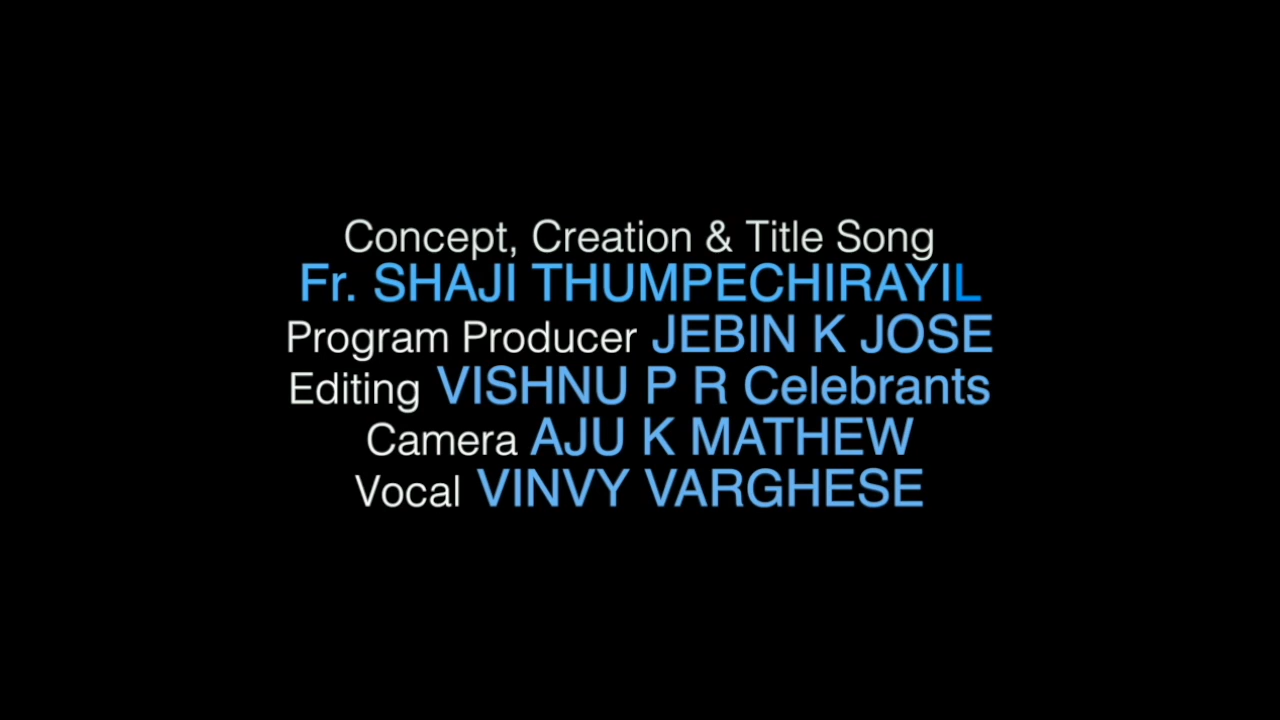 Concept, Creation & Title Song
Fr. SHAJI THUMPECHIRAYIL
Program Producer JEBIN K JOSE
Editing VISHNU P R Celebrants
Camera AJU K MATHEW
Vocal VINVY VARGHESE